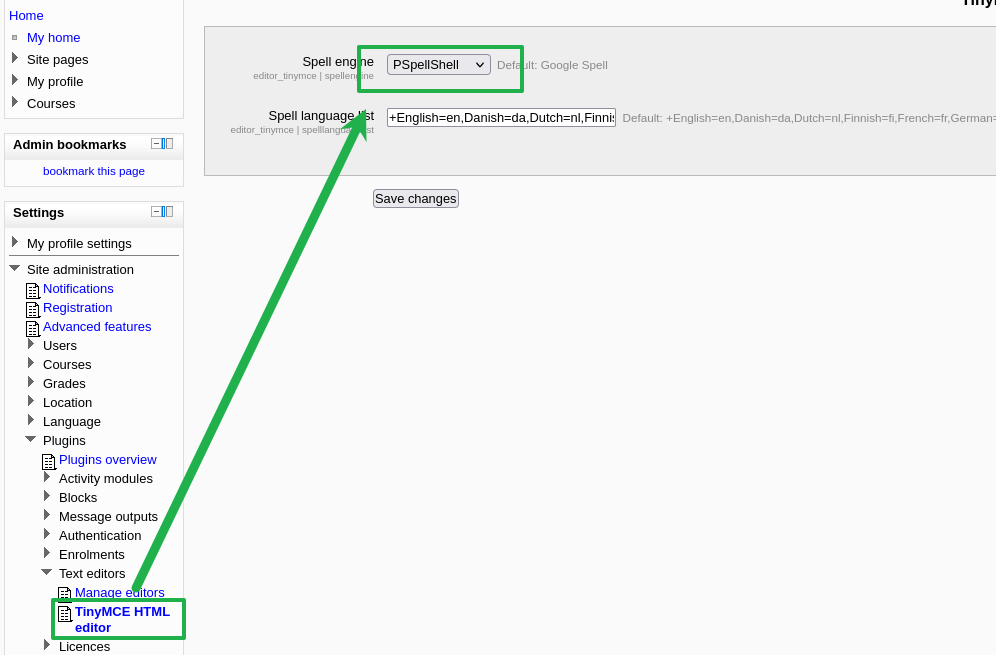 Home
My home
Site pages
My profile
Courses
Admin bookmarks
bookmark this page
Settings
My profile settings
Site administration
Notifications
Registration
Advanced features
Users
Courses
Grades
Location
Language
Plugins
Plugins overview
Activity modules
Blocks
Message outputs
Authentication
Enrolments
Text editors
Manage editors
TinyMCE HTML
editor
Licences
Spell engine
editor_tinymce | spellengine
PSpellShell
Default: Google Spell
Spell language list
editor_tinymce | spelllanguagelist
+English=en,Danish=da,Dutch=nl,Finnis
Default: +English=en,Danish=da,Dutch=nl,Finnish=fi,French=fr,German=
Save changes